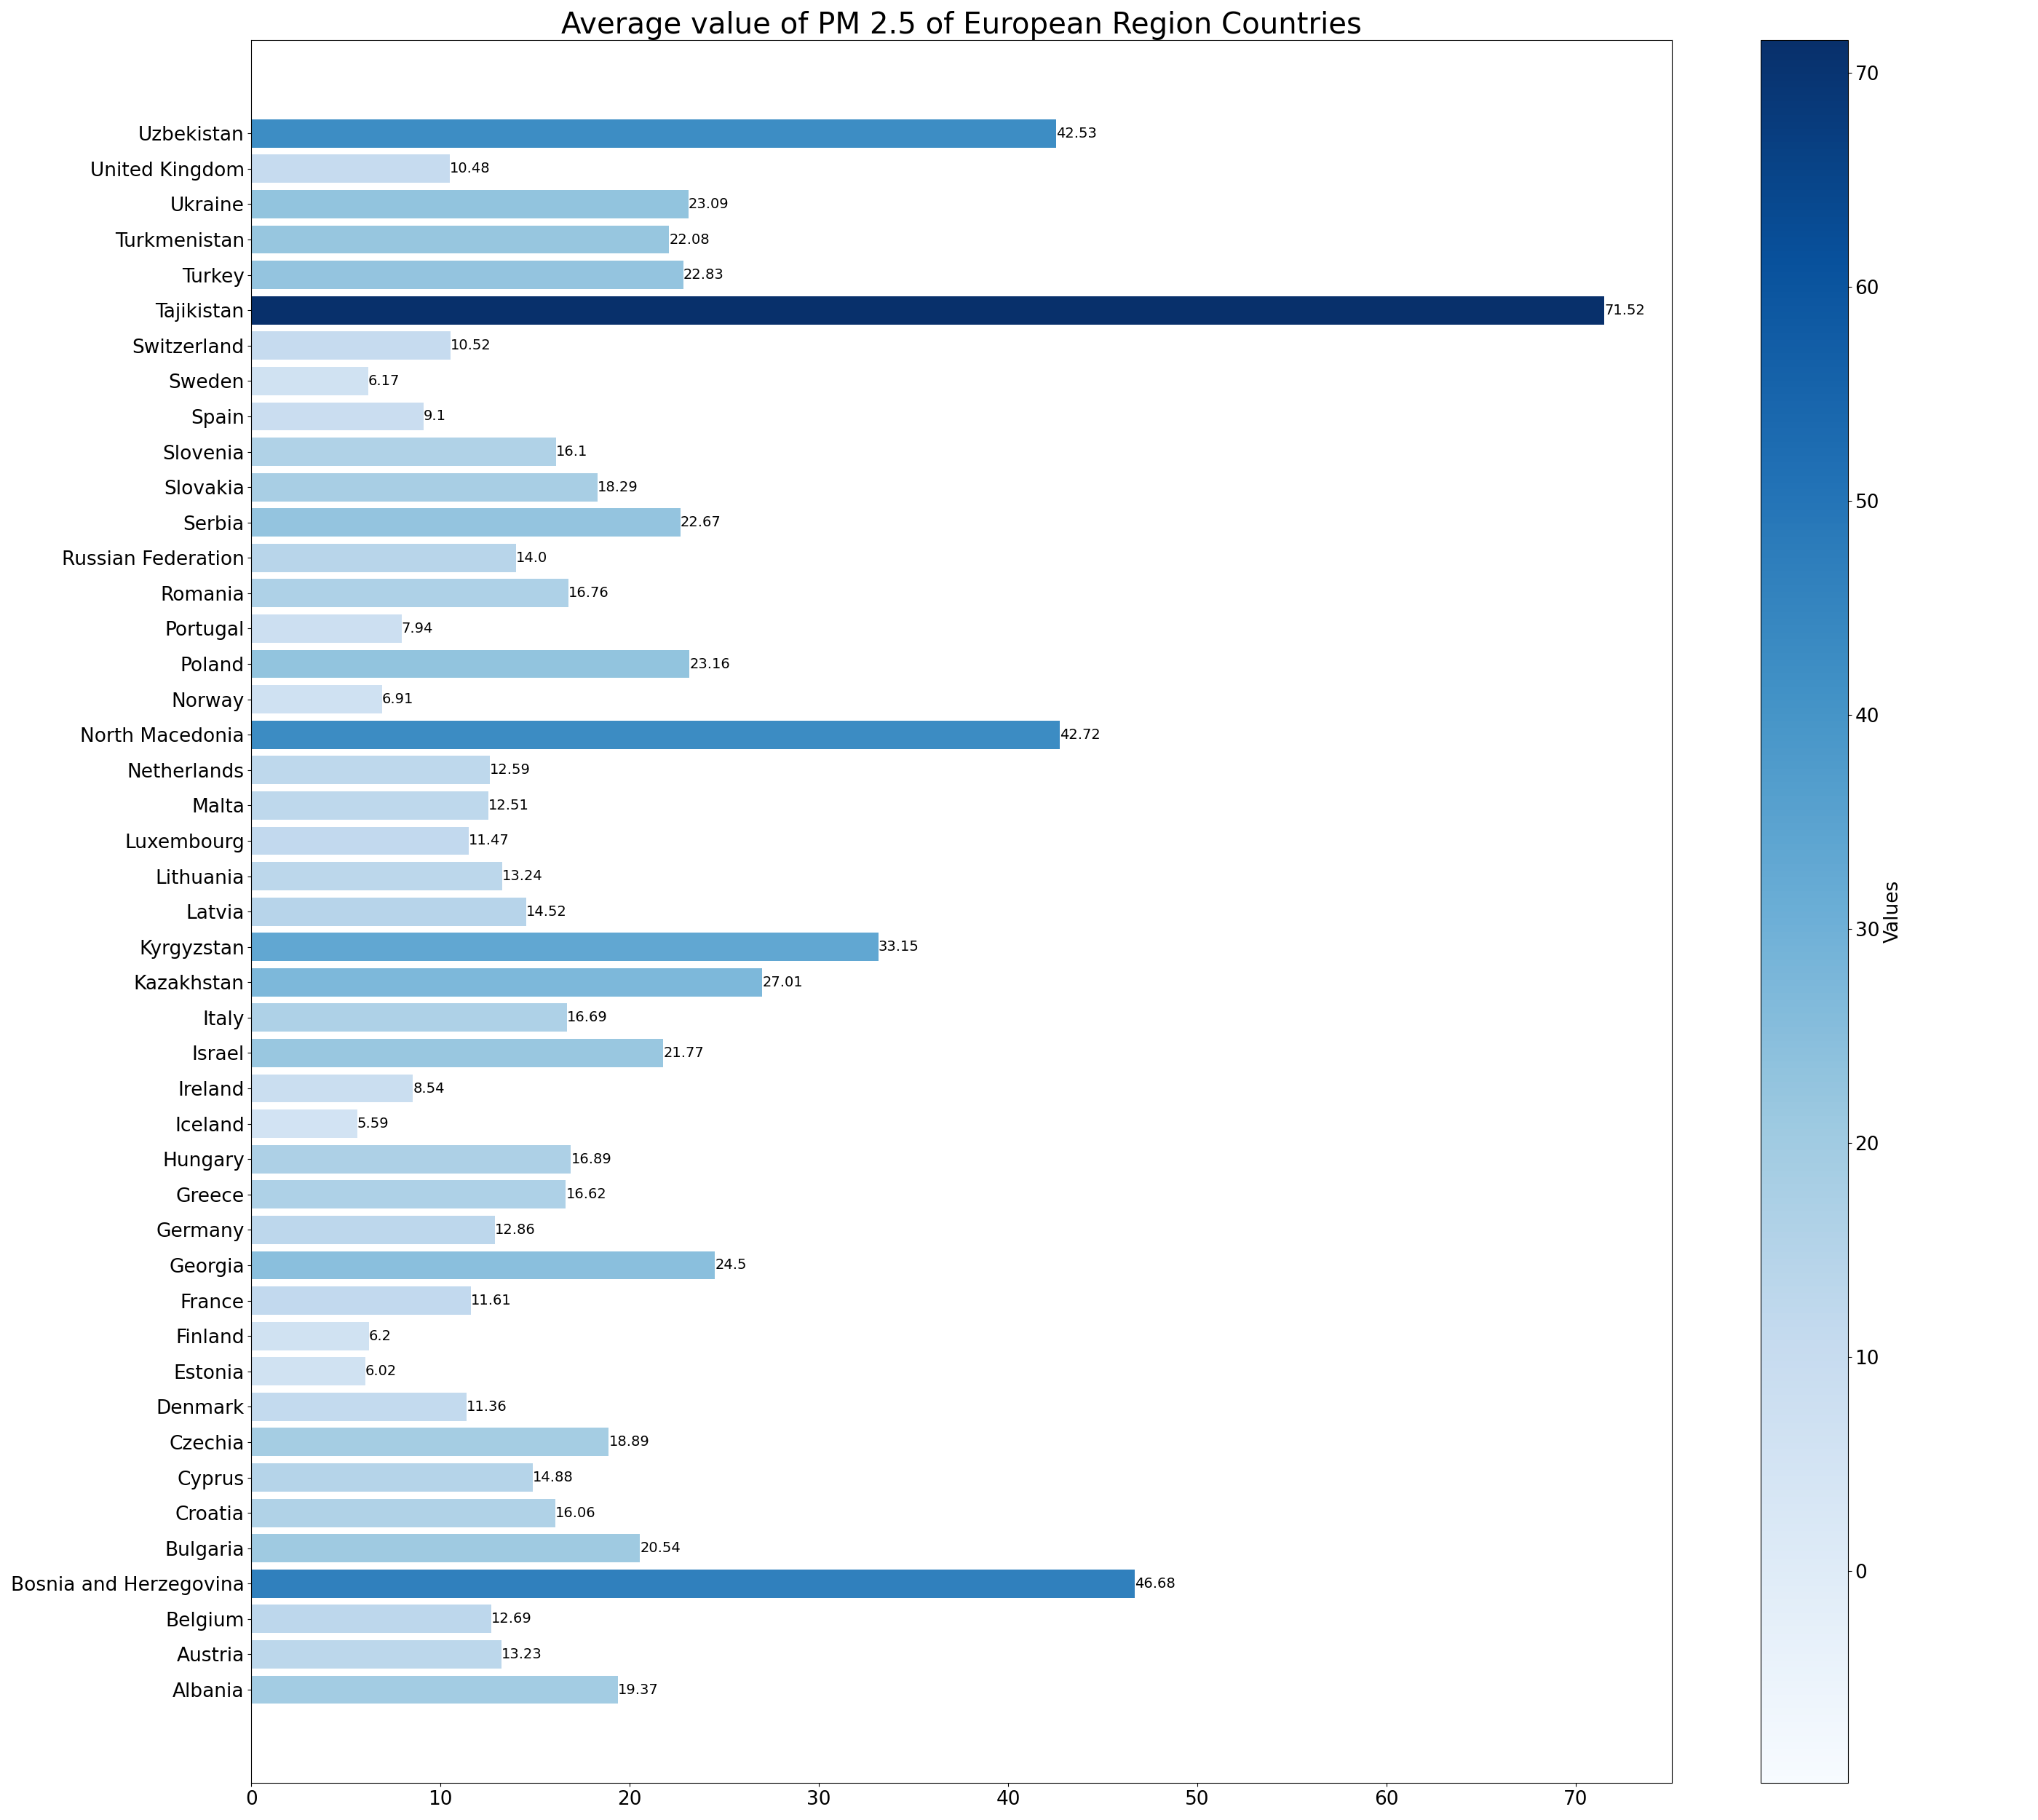 Average value of PM 2.5 of European Region Countries
Uzbekistan 42.53
United Kingdom 10.48
Ukraine 23.09
Turkmenistan 22.08
Turkey 22.83
Tajikistan 71.52
Switzerland 10.52
Sweden 6.17
Spain 9.1
Slovenia 16.1
Slovakia 18.29
Serbia 22.67
Russian Federation 14.0
Romania 16.76
Portugal 7.94
Poland 23.16
Norway 6.91
North Macedonia 42.72
Netherlands 12.59
Malta 12.51
Luxembourg 11.47
Lithuania 13.24
Latvia 14.52
Kyrgyzstan 33.15
Kazakhstan 27.01
Italy 16.69
Israel 21.77
Ireland 8.54
Iceland 5.59
Hungary 16.89
Greece 16.62
Germany 12.86
Georgia 24.5
France 11.61
Finland 6.2
Estonia 6.02
Denmark 11.36
Czechia 18.89
Cyprus 14.88
Croatia 16.06
Bulgaria 20.54
Bosnia and Herzegovina 46.68
Belgium 12.69
Austria 13.23
Albania 19.37
0 10 20 30 40 50 60 70
70
60
50
40
30
20
10
0
Values